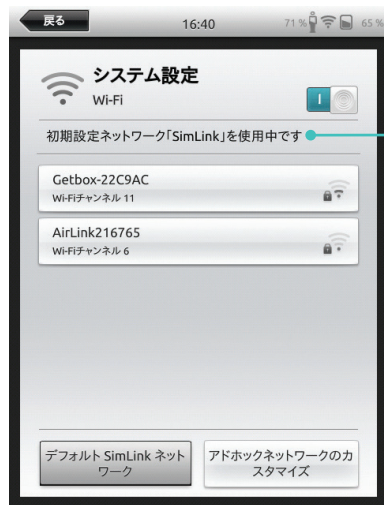 戻る
16:40
71 %
65 %
システム設定
Wi-Fi
初期設定ネットワーク「SimLink」を使用中です
Getbox-22C9AC
Wi-Fiチャンネル 11
AirLink216765
Wi-Fiチャンネル 6
デフォルト SimLink ネット
ワーク
アドホックネットワークのカ
スタマイズ